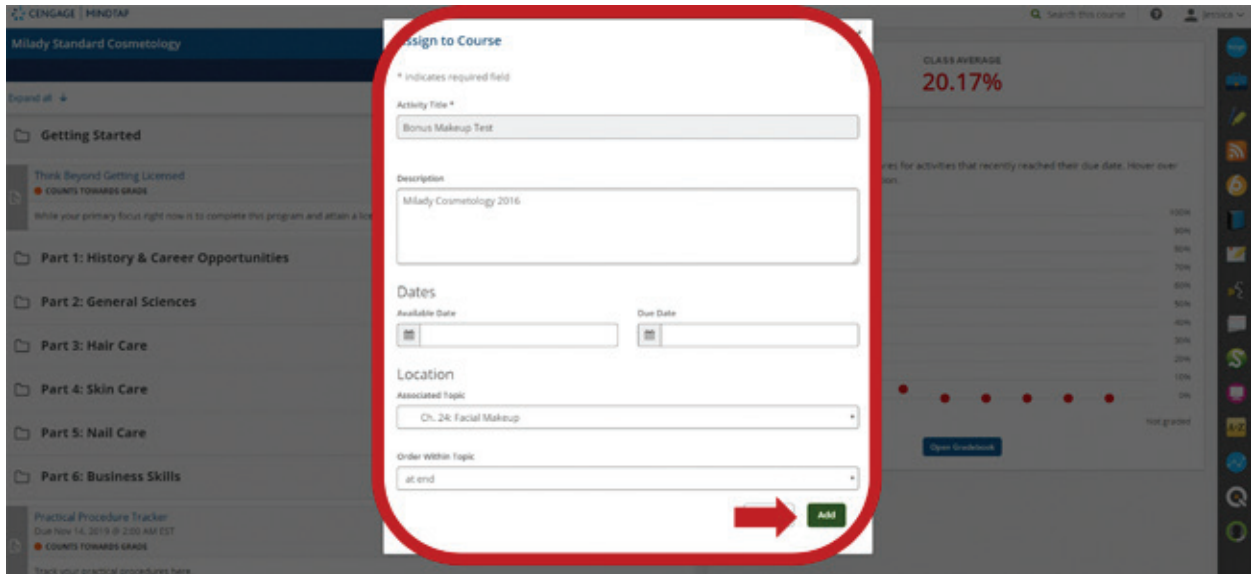 CENGAGE | MINDTAP
Search this course
Jessica
Milady Standard Cosmetology
Expand all
Getting Started
Think Beyond Getting Licensed
COUNTS TOWARDS GRADE
While your primary focus right now is to complete this program and attain a lice
Part 1: History & Career Opportunities
Part 2: General Sciences
Part 3: Hair Care
Part 4: Skin Care
Part 5: Nail Care
Part 6: Business Skills
Practical Procedure Tracker
Due Nov 14, 2019 @ 2:00 AM EST
COUNTS TOWARDS GRADE
Track your practical procedures here
Assign to Course
* indicates required field
Activity Title *
Bonus Makeup Test
Description
Milady Cosmetology 2016
Dates
Available Date
Due Date
Location
Associated Topic
Ch. 24: Facial Makeup
Order Within Topic
at end
Add
CLASS AVERAGE
20.17%
res for activities that recently reached their due date. Hover over
ion.
100%
90%
80%
70%
60%
50%
40%
30%
20%
10%
0%
Not graded
Open Gradebook
A-Z